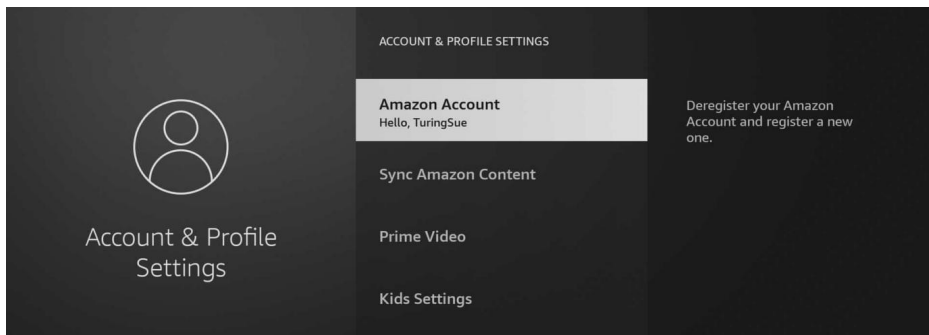 Account & Profile
Settings
ACCOUNT & PROFILE SETTINGS
Amazon Account
Hello, TuringSue
Sync Amazon Content
Prime Video
Kids Settings
Deregister your Amazon
Account and register a new
one.